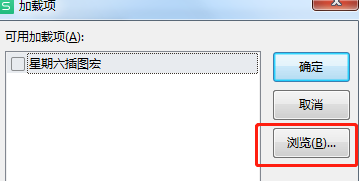 加载项
可用加载项(A):
星期六插图宏
确定
取消
浏览(B)...